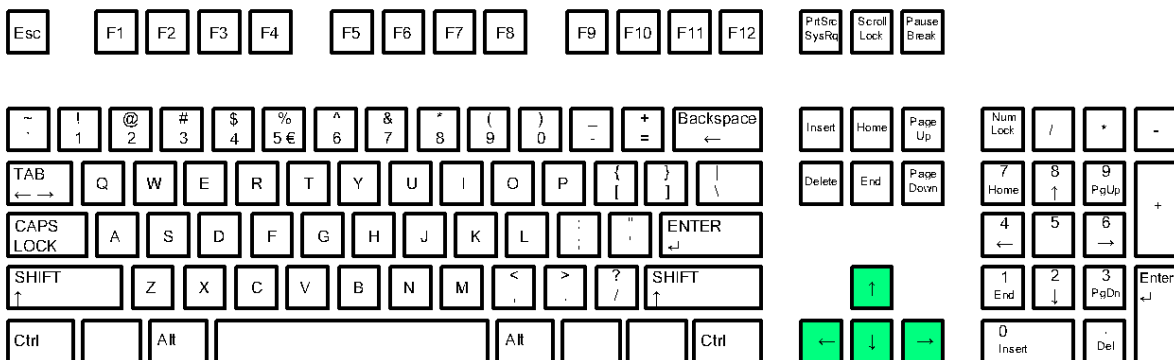 Esc F1 F2 F3 F4 F5 F6 F7 F8 F9 F10 F11 F12 PrtSrc Scroll Pause
SysRq Lock Break
~ ! @ # $ % ^ & * ( ) _ + Backspace Insert Home Page Num / * -
` 1 2 3 4 5 € 6 7 8 9 0 - = ← Up Lock
TAB Q W E R T Y U I O P { } | Delete End Page 7 8 9 +
← → [ ] \ Down Home ↑ PgUp
CAPS A S D F G H J K L : " ENTER 4 5 6
LOCK ; ' ↵ ← →
SHIFT Z X C V B N M < > ? SHIFT ↑ 1 2 3 Enter
↑ , . / ↑ End ↓ PgDn ↵
Ctrl Alt Alt Ctrl ← ↓ → 0 .
Insert Del